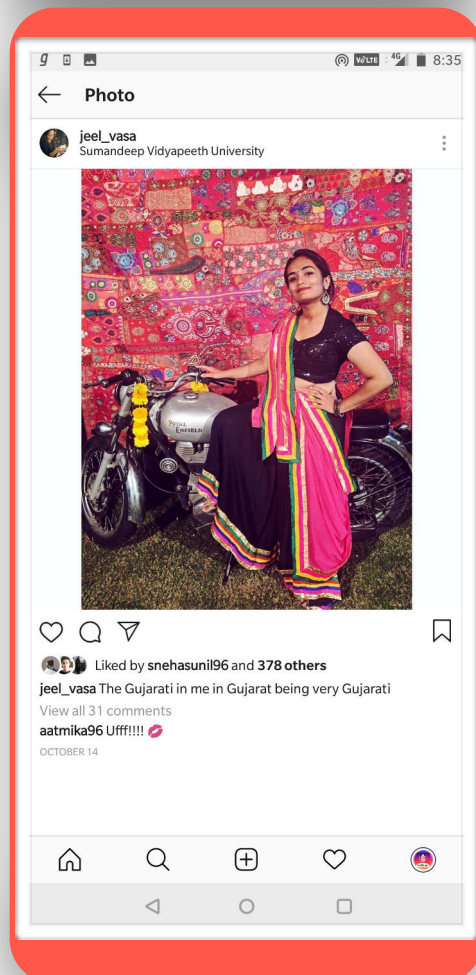 g VoLTE 4G 8:35
Photo
jeel_vasa
Sumandeep Vidyapeeth University
ROYAL
ENFIELD
Liked by snehasunil96 and 378 others
jeel_vasa The Gujarati in me in Gujarat being very Gujarati
View all 31 comments
aatmika96 Ufff!!!! 💋
OCTOBER 14